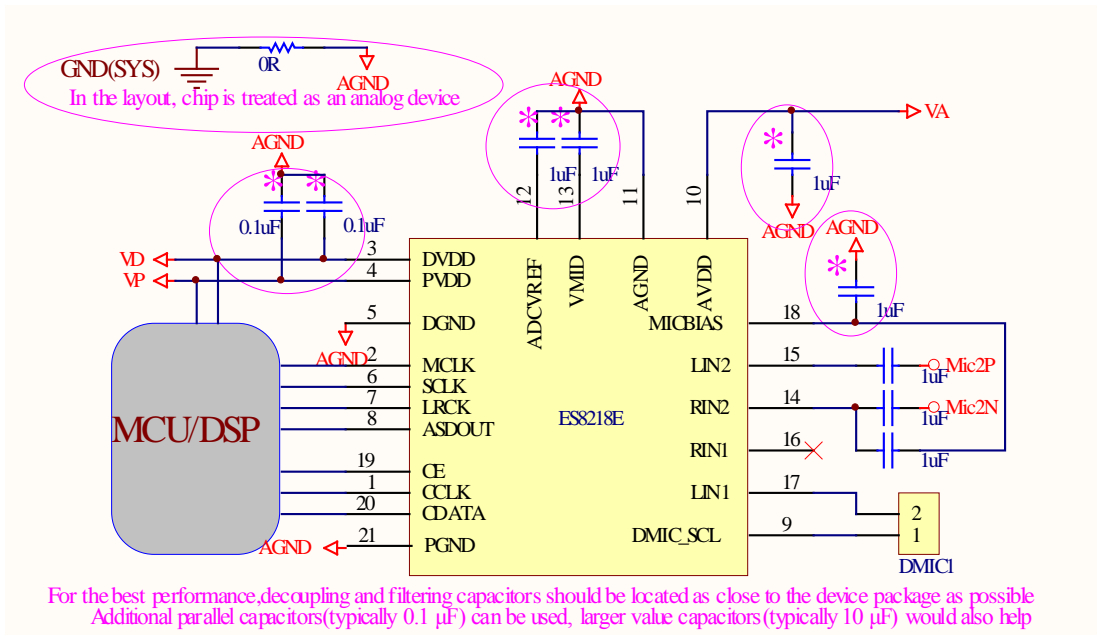 GND(SYS)
0R
AGND
In the layout, chip is treated as an analog device
AGND
*
*
1uF
1uF
12
13
11
10
*
1uF
VA
AGND
AGND
*
*
0.1uF
0.1uF
AGND
*
1uF
VD
VP
3
4
5
AGND
2
6
7
8
19
1
20
21
AGND
MCU/DSP
DVDD
PVDD
DGND
MCLK
SCLK
LRCK
ASDOUT
CE
CCLK
CDATA
PGND
ADCVREF
VMID
AGND
AVDD
ES8218E
MICBIAS
LIN2
RIN2
RIN1
LIN1
DMIC_SCL
18
15
14
16
17
9
1uF
Mic2P
1uF
Mic2N
1uF
2
1
DMIC1
For the best performance,decoupling and filtering capacitors should be located as close to the device package as possible
Additional parallel capacitors(typically 0.1 μF) can be used, larger value capacitors(typically 10 μF) would also help